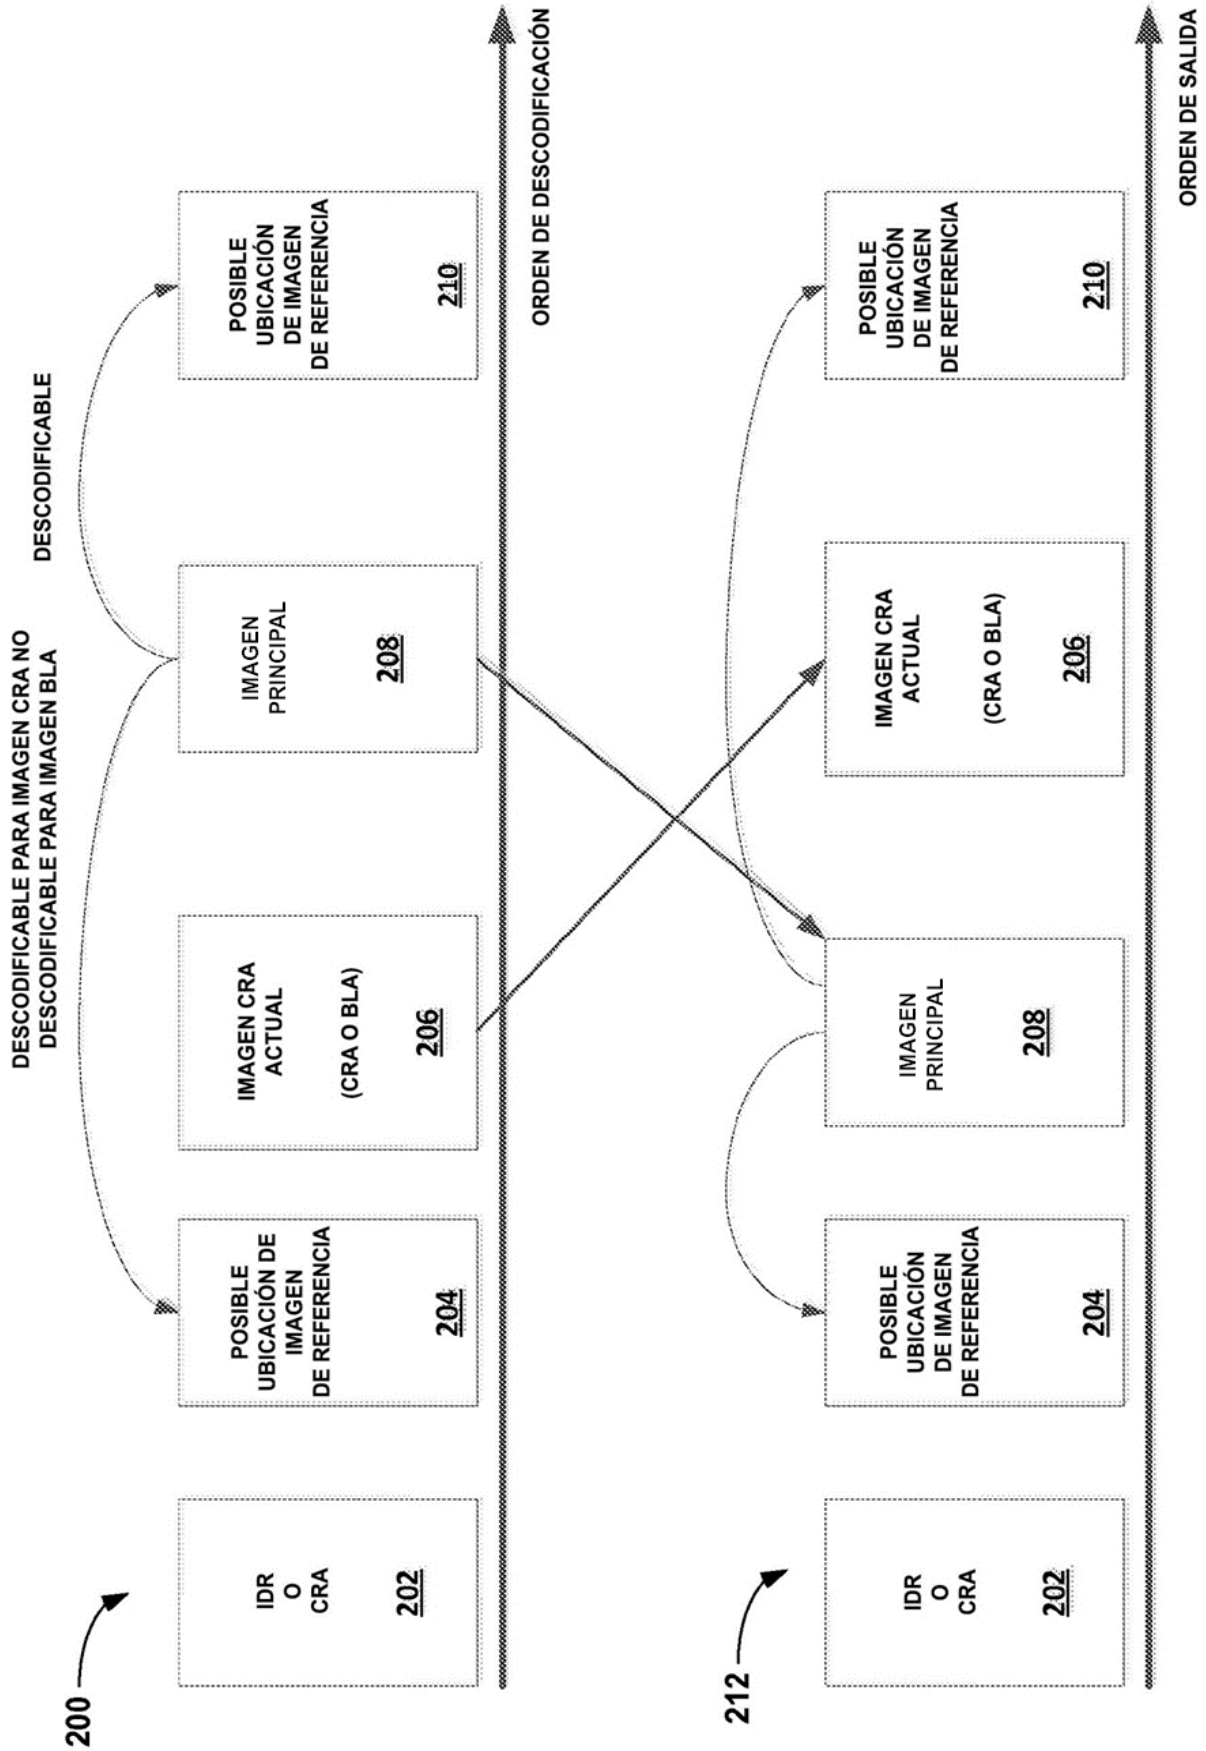 DESCODIFICABLE PARA IMAGEN CRA NO
DESCODIFICABLE PARA IMAGEN BLA
DESCODIFICABLE
200
IDR
O
CRA
202
POSIBLE
UBICACIÓN DE
IMAGEN
DE REFERENCIA
204
IMAGEN CRA
ACTUAL
(CRA O BLA)
206
IMAGEN
PRINCIPAL
208
POSIBLE
UBICACIÓN
DE IMAGEN
DE REFERENCIA
210
ORDEN DE DESCODIFICACIÓN
212
IDR
O
CRA
202
POSIBLE
UBICACIÓN
DE IMAGEN
DE REFERENCIA
204
IMAGEN
PRINCIPAL
208
IMAGEN CRA
ACTUAL
(CRA O BLA)
206
POSIBLE
UBICACIÓN
DE IMAGEN
DE REFERENCIA
210
ORDEN DE SALIDA